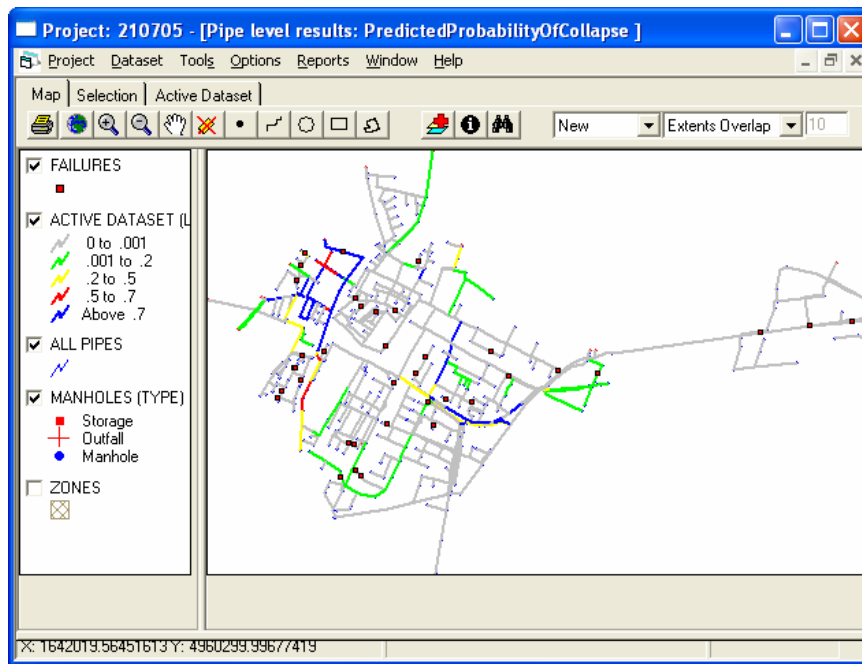 Project: 210705 - [Pipe level results: PredictedProbabilityOfCollapse ]
Project Dataset Tools Options Reports Window Help
Map Selection Active Dataset
New Extents Overlap 10
FAILURES
ACTIVE DATASET (L
0 to .001
.001 to .2
.2 to .5
.5 to .7
Above .7
ALL PIPES
MANHOLES (TYPE)
Storage
Outfall
Manhole
ZONES
X: 1642019.56451613 Y: 4960299.99677419